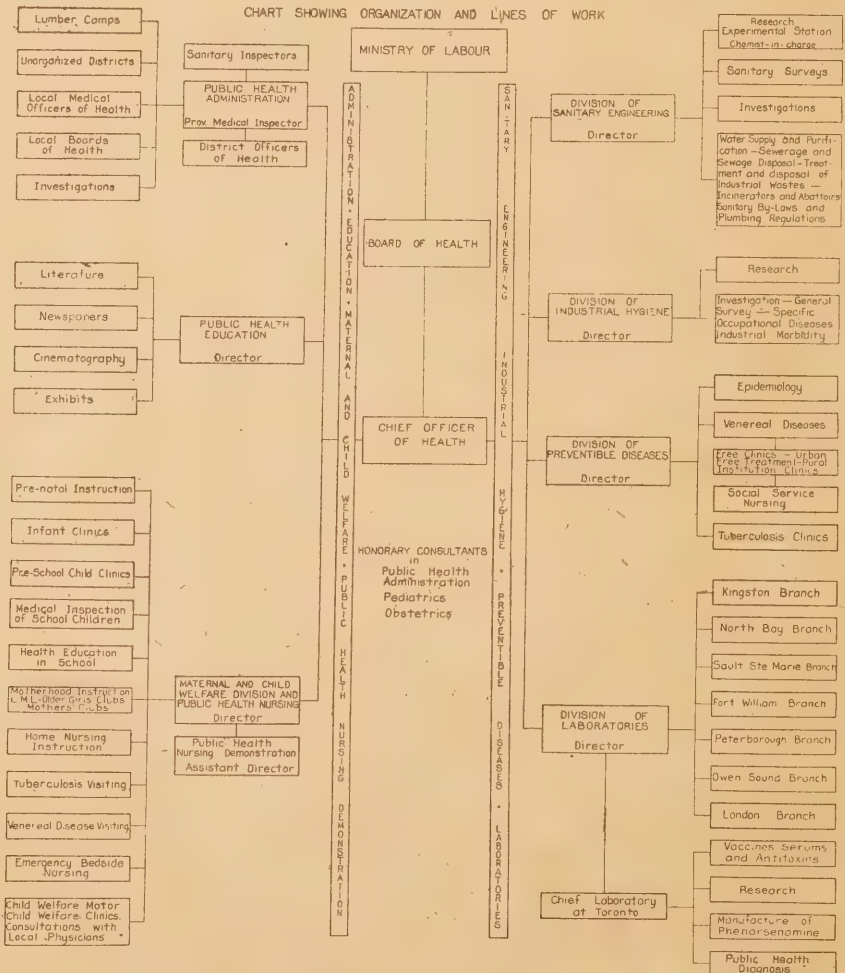 CHART SHOWING ORGANIZATION AND LINES OF WORK
MINISTRY OF LABOUR
BOARD OF HEALTH
CHIEF OFFICER
OF HEALTH
HONORARY CONSULTANTS
in
Public Health
Administration
Pediatrics
Obstetrics
ADMINISTRATION • EDUCATION • MATERNAL AND CHILD WELFARE • PUBLIC HEALTH NURSING DEMONSTRATION
SANITARY ENGINEERING INDUSTRIAL HYGIENE • PREVENTIBLE DISEASES • LABORATORIES
Lumber Camps
Unorganized Districts
Local Medical
Officers of Health
Local Boards
of Health
Investigations
Sanitary Inspectors
PUBLIC HEALTH
ADMINISTRATION
Prov. Medical Inspector
District Officers
of Health
Literature
Newspapers
Cinematography
Exhibits
PUBLIC HEALTH
EDUCATION
Director
Pre-natal Instruction
Infant Clinics
Pre-School Child Clinics
Medical Inspection
of School Children
Health Education
in School
Motherhood Instruction
L.M.L.-Older Girls Clubs
Mothers' Clubs
Home Nursing
Instruction
Tuberculosis Visiting
Venereal Disease Visiting
Emergency Bedside
Nursing
Child Welfare Motor
Child Welfare Clinics.
Consultations with
Local Physicians
MATERNAL AND CHILD
WELFARE DIVISION AND
PUBLIC HEALTH NURSING
Director
Public Health
Nursing Demonstration
Assistant Director
DIVISION OF
SANITARY ENGINEERING
Director
Research
Experimental Station
Chemist-in-charge
Sanitary Surveys
Investigations
Water Supply and Purifi-
cation — Sewerage and
Sewage Disposal - Treat-
ment and disposal of
Industrial Wastes —
Incinerators and Abattoirs
Sanitary By-Laws and
Plumbing Regulations
DIVISION OF
INDUSTRIAL HYGIENE
Director
Research
Investigation — General
Survey — Specific
Occupational Diseases
Industrial Morbidity
DIVISION OF
PREVENTIBLE DISEASES
Director
Epidemiology
Venereal Diseases
Free Clinics - Urban
Free Treatment-Rural
Institution Clinics
Social Service
Nursing
Tuberculosis Clinics
DIVISION OF
LABORATORIES
Director
Kingston Branch
North Bay Branch
Sault Ste Marie Branch
Fort William Branch
Peterborough Branch
Owen Sound Branch
London Branch
Chief Laboratory
at Toronto
Vaccines Serums
and Antitoxins
Research
Manufacture of
Phenarsenamine
Public Health
Diagnosis